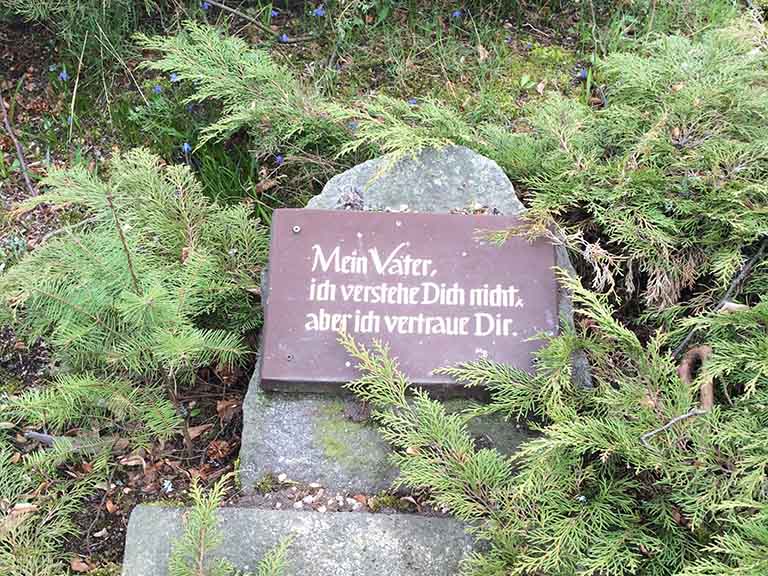 Mein Vater,
ich verstehe Dich nicht,
aber ich vertraue Dir.